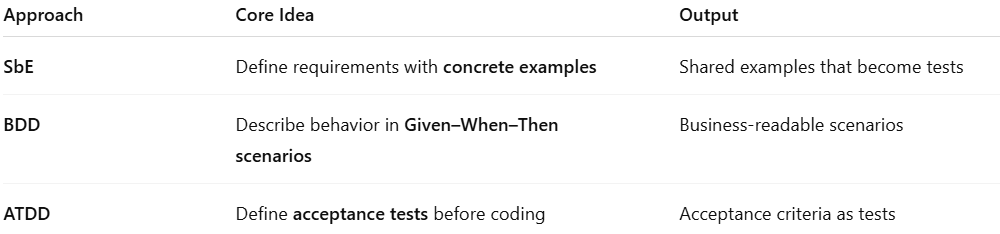 Approach Core Idea Output
SbE Define requirements with concrete examples Shared examples that become tests
BDD Describe behavior in Given–When–Then Business-readable scenarios
scenarios
ATDD Define acceptance tests before coding Acceptance criteria as tests